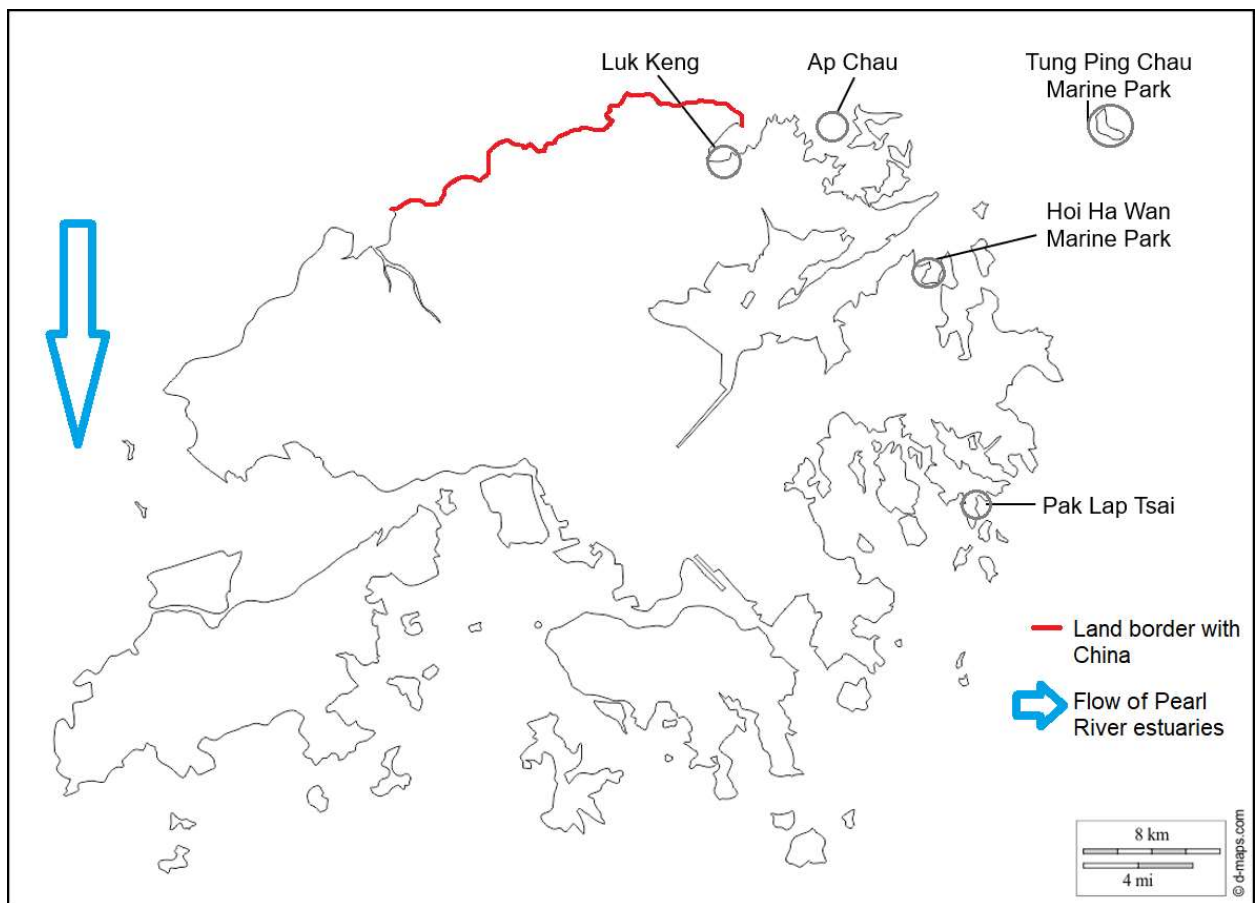 Luk Keng
Ap Chau
Tung Ping Chau
Marine Park
Hoi Ha Wan
Marine Park
Pak Lap Tsai
Land border with
China
Flow of Pearl
River estuaries
8 km
4 mi
© d-maps.com